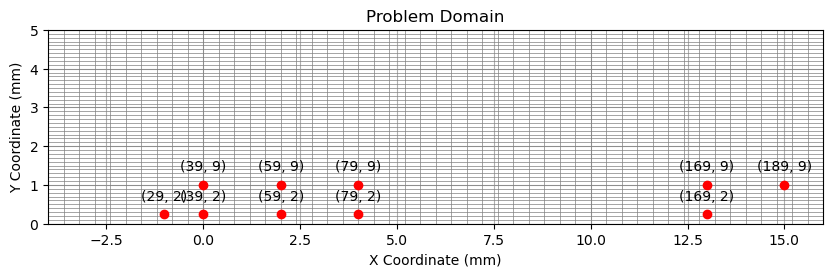 Problem Domain
Y Coordinate (mm)
5
4
3
2
1
0
(39, 9) (59, 9) (79, 9) (169, 9) (189, 9)
(29, 2) (39, 2) (59, 2) (79, 2) (169, 2)
−2.5 0.0 2.5 5.0 7.5 10.0 12.5 15.0
X Coordinate (mm)